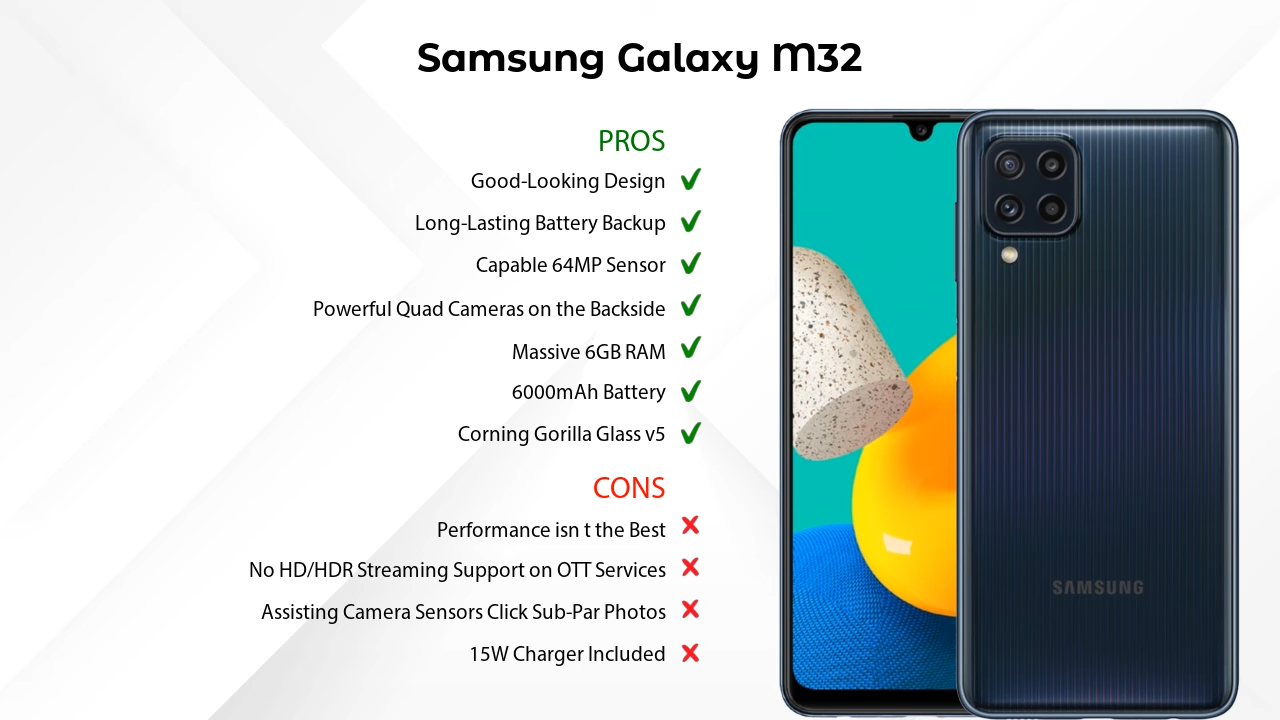 Samsung Galaxy M32
PROS
Good-Looking Design
Long-Lasting Battery Backup
Capable 64MP Sensor
Powerful Quad Cameras on the Backside
Massive 6GB RAM
6000mAh Battery
Corning Gorilla Glass v5
CONS
Performance isn t the Best
No HD/HDR Streaming Support on OTT Services
Assisting Camera Sensors Click Sub-Par Photos
15W Charger Included
SAMSUNG